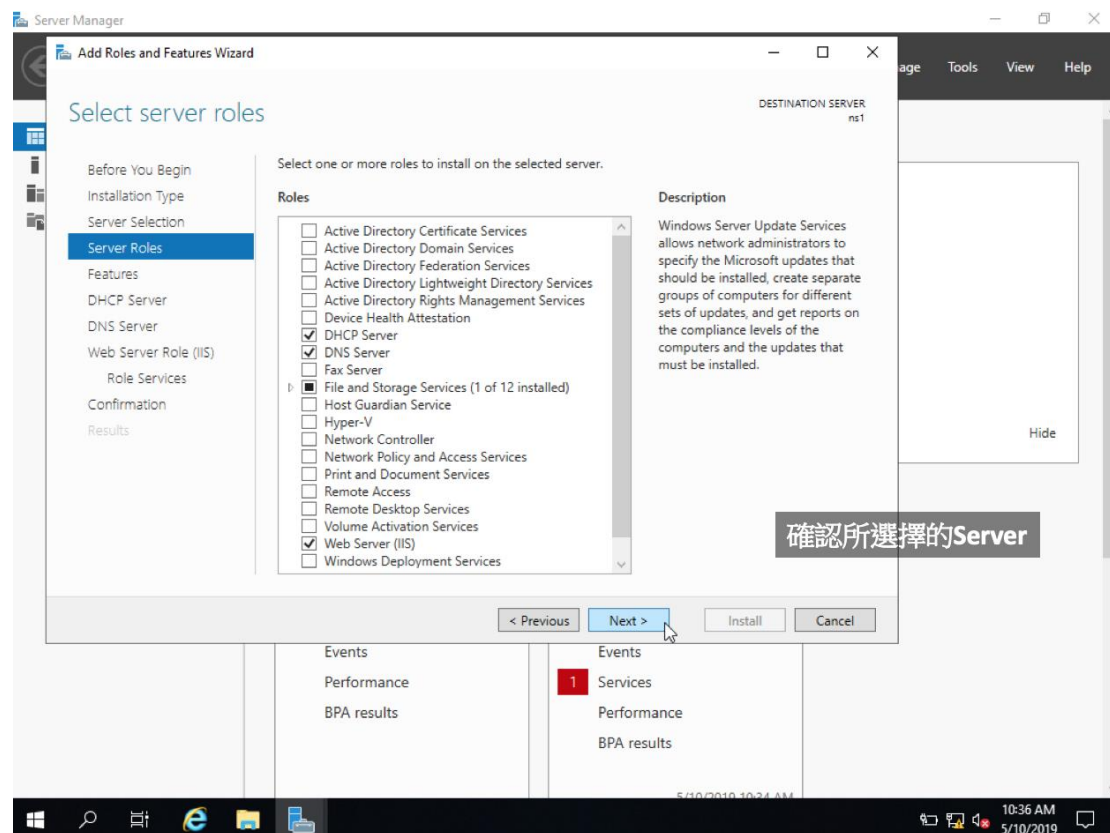 Server Manager
Add Roles and Features Wizard
age Tools View Help
Select server roles
DESTINATION SERVER
ns1
Before You Begin
Installation Type
Server Selection
Server Roles
Features
DHCP Server
DNS Server
Web Server Role (IIS)
Role Services
Confirmation
Results
Select one or more roles to install on the selected server.
Roles
Active Directory Certificate Services
Active Directory Domain Services
Active Directory Federation Services
Active Directory Lightweight Directory Services
Active Directory Rights Management Services
Device Health Attestation
DHCP Server
DNS Server
Fax Server
File and Storage Services (1 of 12 installed)
Host Guardian Service
Hyper-V
Network Controller
Network Policy and Access Services
Print and Document Services
Remote Access
Remote Desktop Services
Volume Activation Services
Web Server (IIS)
Windows Deployment Services
Description
Windows Server Update Services
allows network administrators to
specify the Microsoft updates that
should be installed, create separate
groups of computers for different
sets of updates, and get reports on
the compliance levels of the
computers and the updates that
must be installed.
Hide
確認所選擇的Server
< Previous
Next >
Install
Cancel
Events
Performance
BPA results
Events
1 Services
Performance
BPA results
5/10/2019 10:34 AM
10:36 AM
5/10/2019